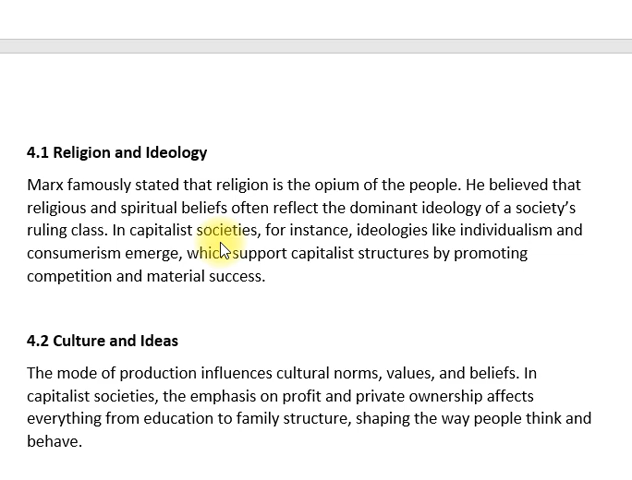 4.1 Religion and Ideology
Marx famously stated that religion is the opium of the people. He believed that
religious and spiritual beliefs often reflect the dominant ideology of a society’s
ruling class. In capitalist societies, for instance, ideologies like individualism and
consumerism emerge, which support capitalist structures by promoting
competition and material success.
4.2 Culture and Ideas
The mode of production influences cultural norms, values, and beliefs. In
capitalist societies, the emphasis on profit and private ownership affects
everything from education to family structure, shaping the way people think and
behave.